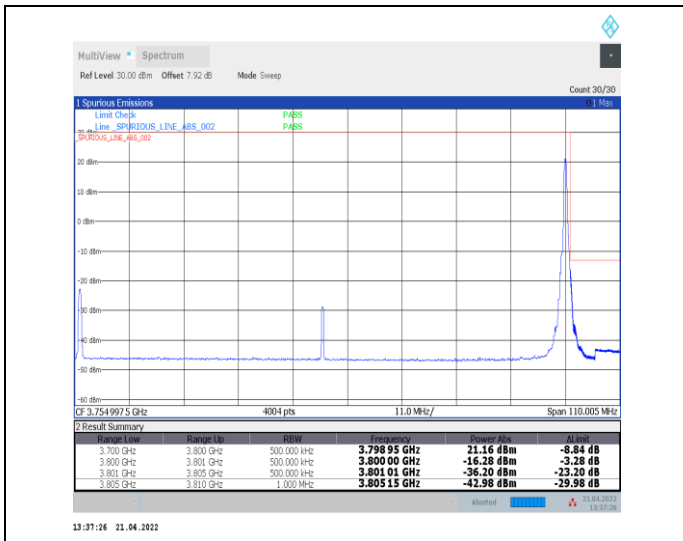 MultiView * Spectrum
Ref Level 30.00 dBm Offset 7.92 dB Mode Sweep
Count 30/30
1 Spurious Emissions 1 Max
Limit Check PASS
Line _SPURIOUS_LINE_ABS_002 PASS
30 dBm
_SPURIOUS_LINE_ABS_002
20 dBm
10 dBm
0 dBm
-10 dBm
-20 dBm
-30 dBm
-40 dBm
-50 dBm
-60 dBm
CF 3.7549975 GHz 4004 pts 11.0 MHz/ Span 110.005 MHz
2 Result Summary
Range Low Range Up RBW Frequency Power Abs ΔLimit
3.700 GHz 3.800 GHz 500.000 kHz 3.798 95 GHz 21.16 dBm -8.84 dB
3.800 GHz 3.801 GHz 500.000 kHz 3.800 00 GHz -16.28 dBm -3.28 dB
3.801 GHz 3.805 GHz 500.000 kHz 3.801 01 GHz -36.20 dBm -23.20 dB
3.805 GHz 3.810 GHz 1.000 MHz 3.805 15 GHz -42.98 dBm -29.98 dB
Aborted 21.04.2022
13:37:26
13:37:26 21.04.2022